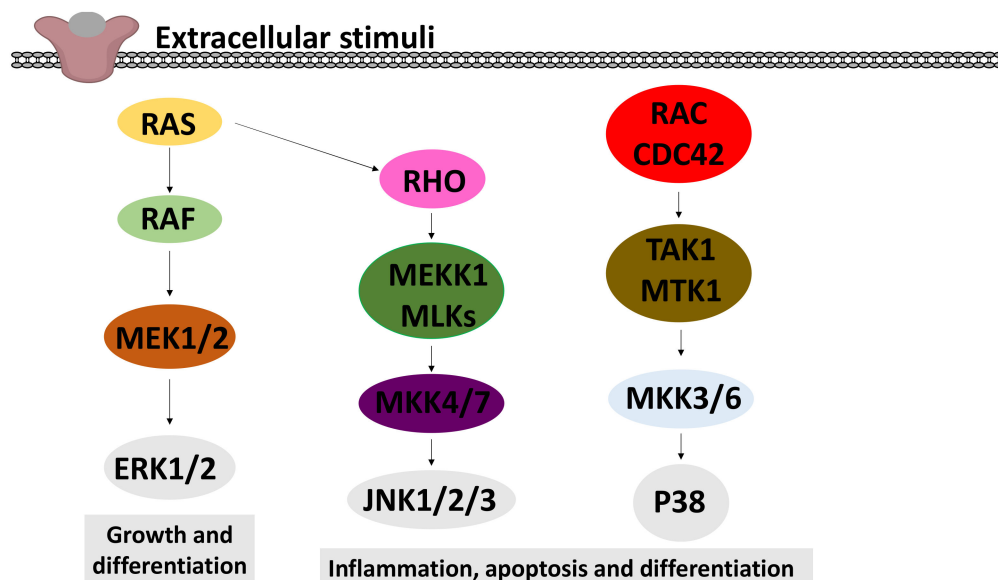 Extracellular stimuli
RAS
RAF
MEK1/2
ERK1/2
Growth and
differentiation
RHO
MEKK1
MLKs
MKK4/7
JNK1/2/3
RAC
CDC42
TAK1
MTK1
MKK3/6
P38
Inflammation, apoptosis and differentiation